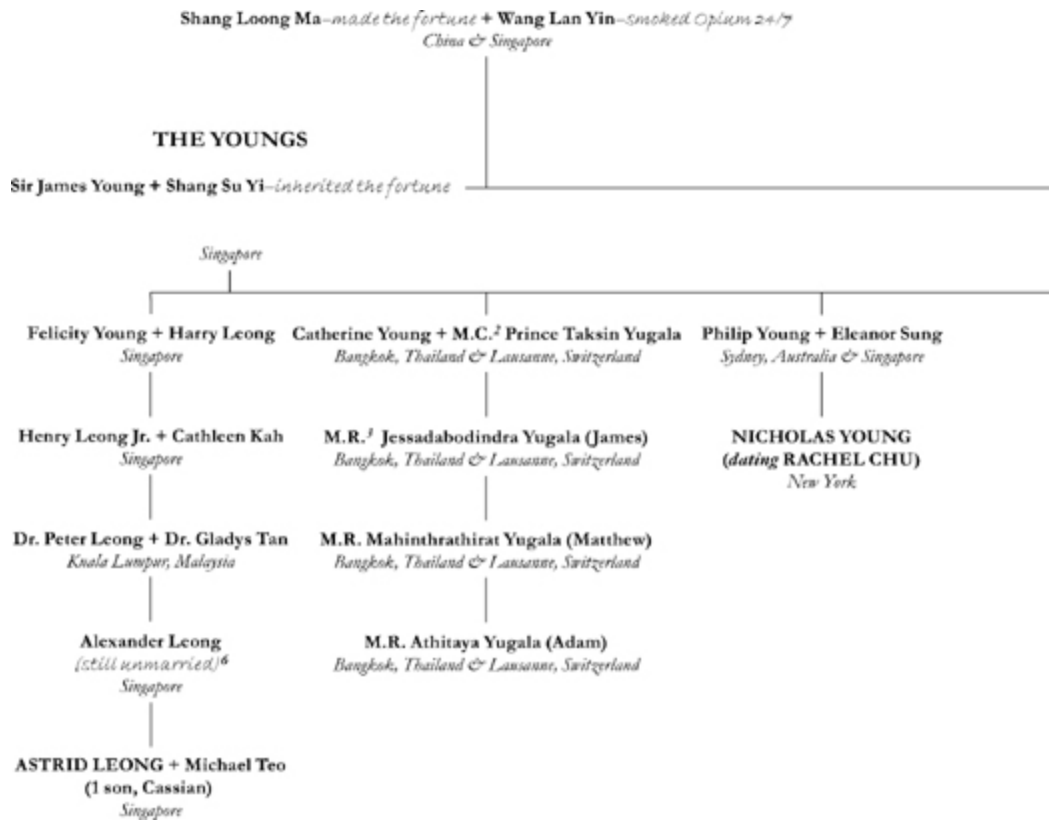 Shang Loong Ma–made the fortune + Wang Lan Yin–smoked Opium 24/7
China & Singapore
THE YOUNGS
Sir James Young + Shang Su Yi–inherited the fortune
Singapore
Felicity Young + Harry Leong
Singapore
Henry Leong Jr. + Cathleen Kah
Singapore
Dr. Peter Leong + Dr. Gladys Tan
Kuala Lumpur, Malaysia
Alexander Leong
(still unmarried)⁶
Singapore
ASTRID LEONG + Michael Teo
(1 son, Cassian)
Singapore
Catherine Young + M.C.² Prince Taksin Yugala
Bangkok, Thailand & Lausanne, Switzerland
M.R.³ Jessadabodindra Yugala (James)
Bangkok, Thailand & Lausanne, Switzerland
M.R. Mahinthrathirat Yugala (Matthew)
Bangkok, Thailand & Lausanne, Switzerland
M.R. Athitaya Yugala (Adam)
Bangkok, Thailand & Lausanne, Switzerland
Philip Young + Eleanor Sung
Sydney, Australia & Singapore
NICHOLAS YOUNG
(dating RACHEL CHU)
New York